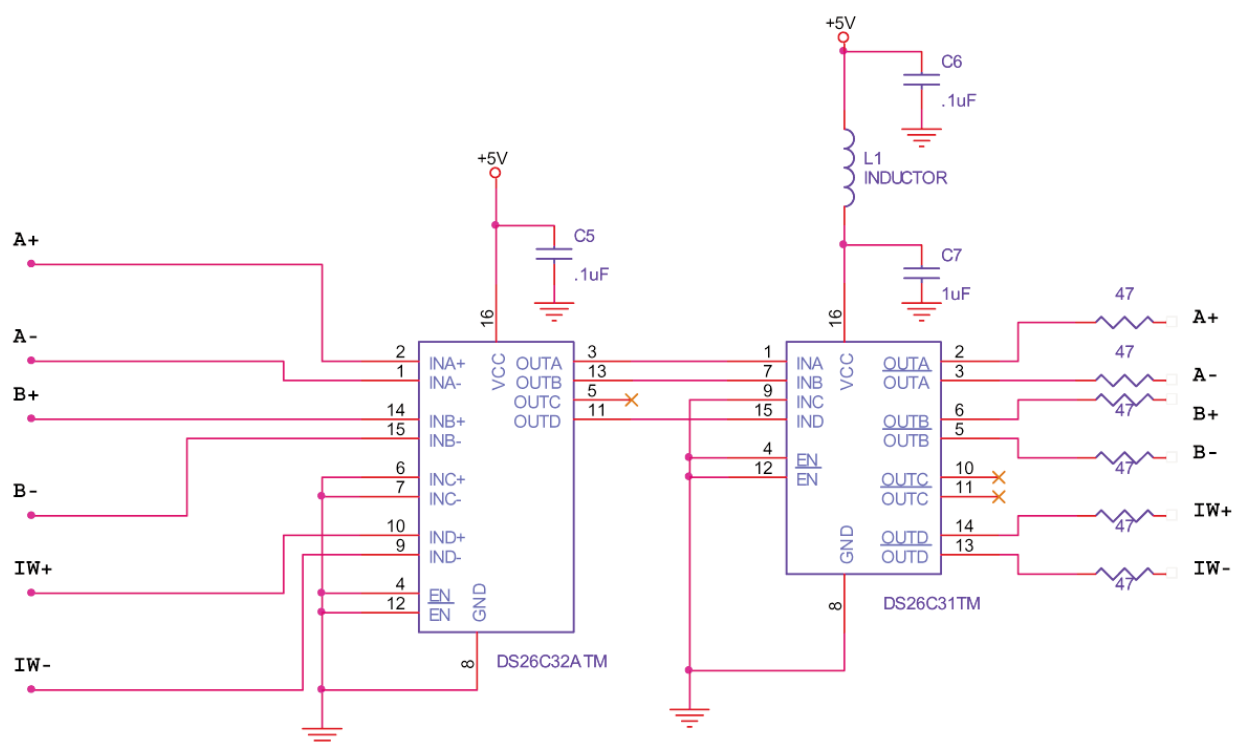 +5V
C6
.1uF
L1
INDUCTOR
+5V
C5
.1uF
C7
1uF
A+
A-
B+
B-
IW+
IW-
16
VCC
2 INA+
1 INA-
14 INB+
15 INB-
6 INC+
7 INC-
10 IND+
9 IND-
4 EN
12 EN
GND
8
OUTA 3
OUTB 13
OUTC 5
OUTD 11
DS26C32ATM
16
VCC
1 INA
7 INB
9 INC
15 IND
4 EN
12 EN
GND
8
OUTA 2
OUTA 3
OUTB 6
OUTB 5
OUTC 10
OUTC 11
OUTD 14
OUTD 13
DS26C31TM
47 A+
47 A-
47 B+
47 B-
47 IW+
47 IW-